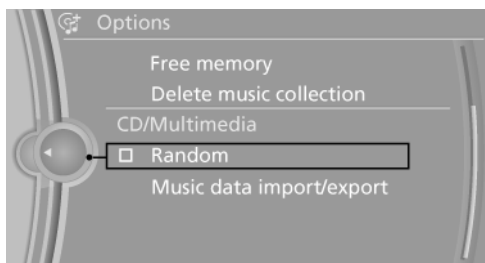 Options
Free memory
Delete music collection
CD/Multimedia
Random
Music data import/export